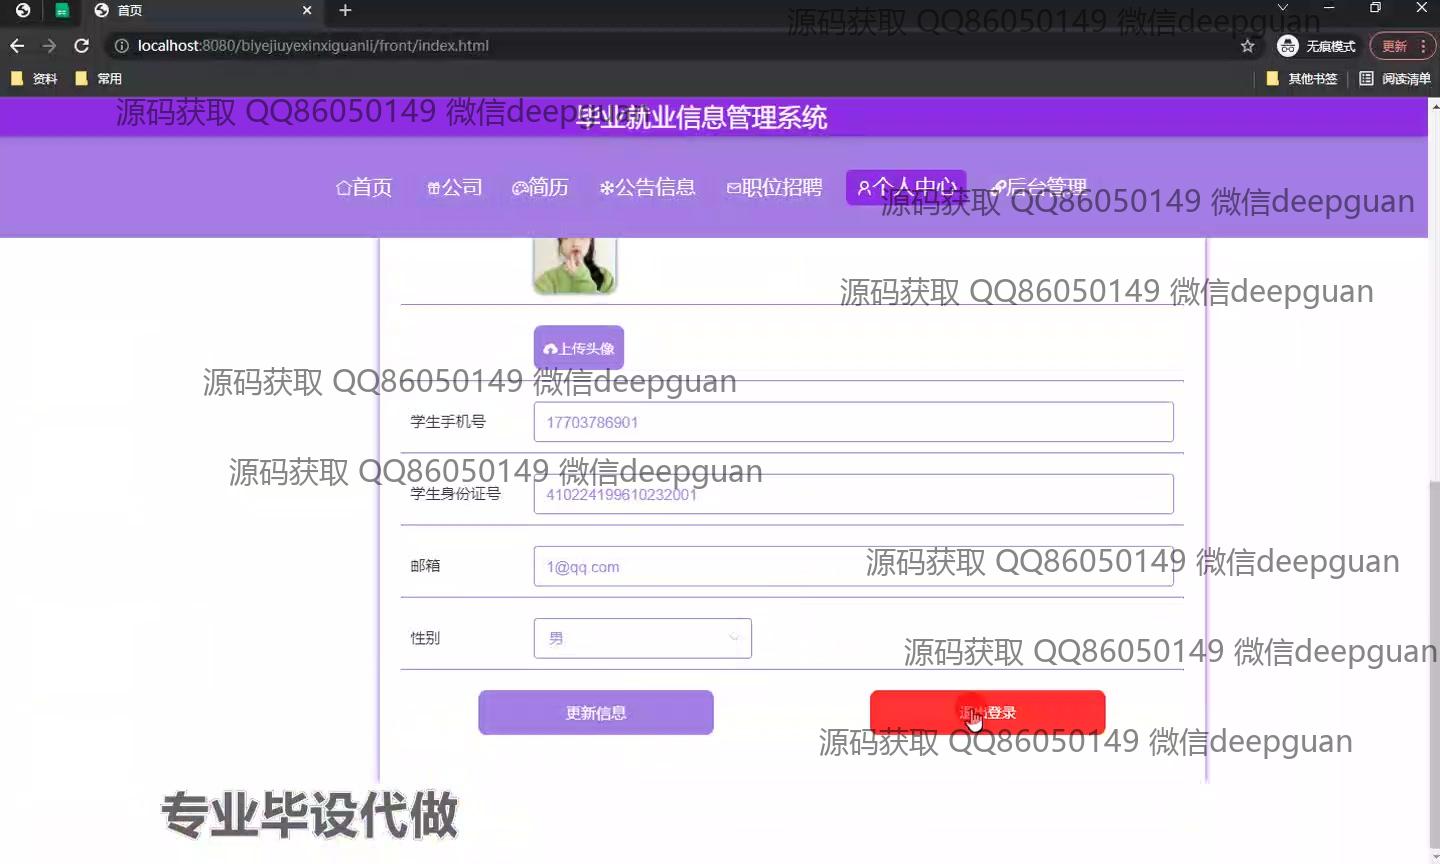 首页
源码获取 QQ86050149 微信deepguan
localhost:8080/biyejiuyexinxiguanli/front/index.html
无痕模式
更新
资料
常用
其他书签
阅读清单
源码获取 QQ86050149 微信deepguan
毕业就业信息管理系统
首页
公司
简历
公告信息
职位招聘
个人中心
后台管理
源码获取 QQ86050149 微信deepguan
源码获取 QQ86050149 微信deepguan
上传头像
源码获取 QQ86050149 微信deepguan
学生手机号
17703786901
源码获取 QQ86050149 微信deepguan
学生身份证号
410224199610232001
邮箱
1@qq.com
源码获取 QQ86050149 微信deepguan
性别
男
源码获取 QQ86050149 微信deepguan
更新信息
退出登录
源码获取 QQ86050149 微信deepguan
专业毕设代做